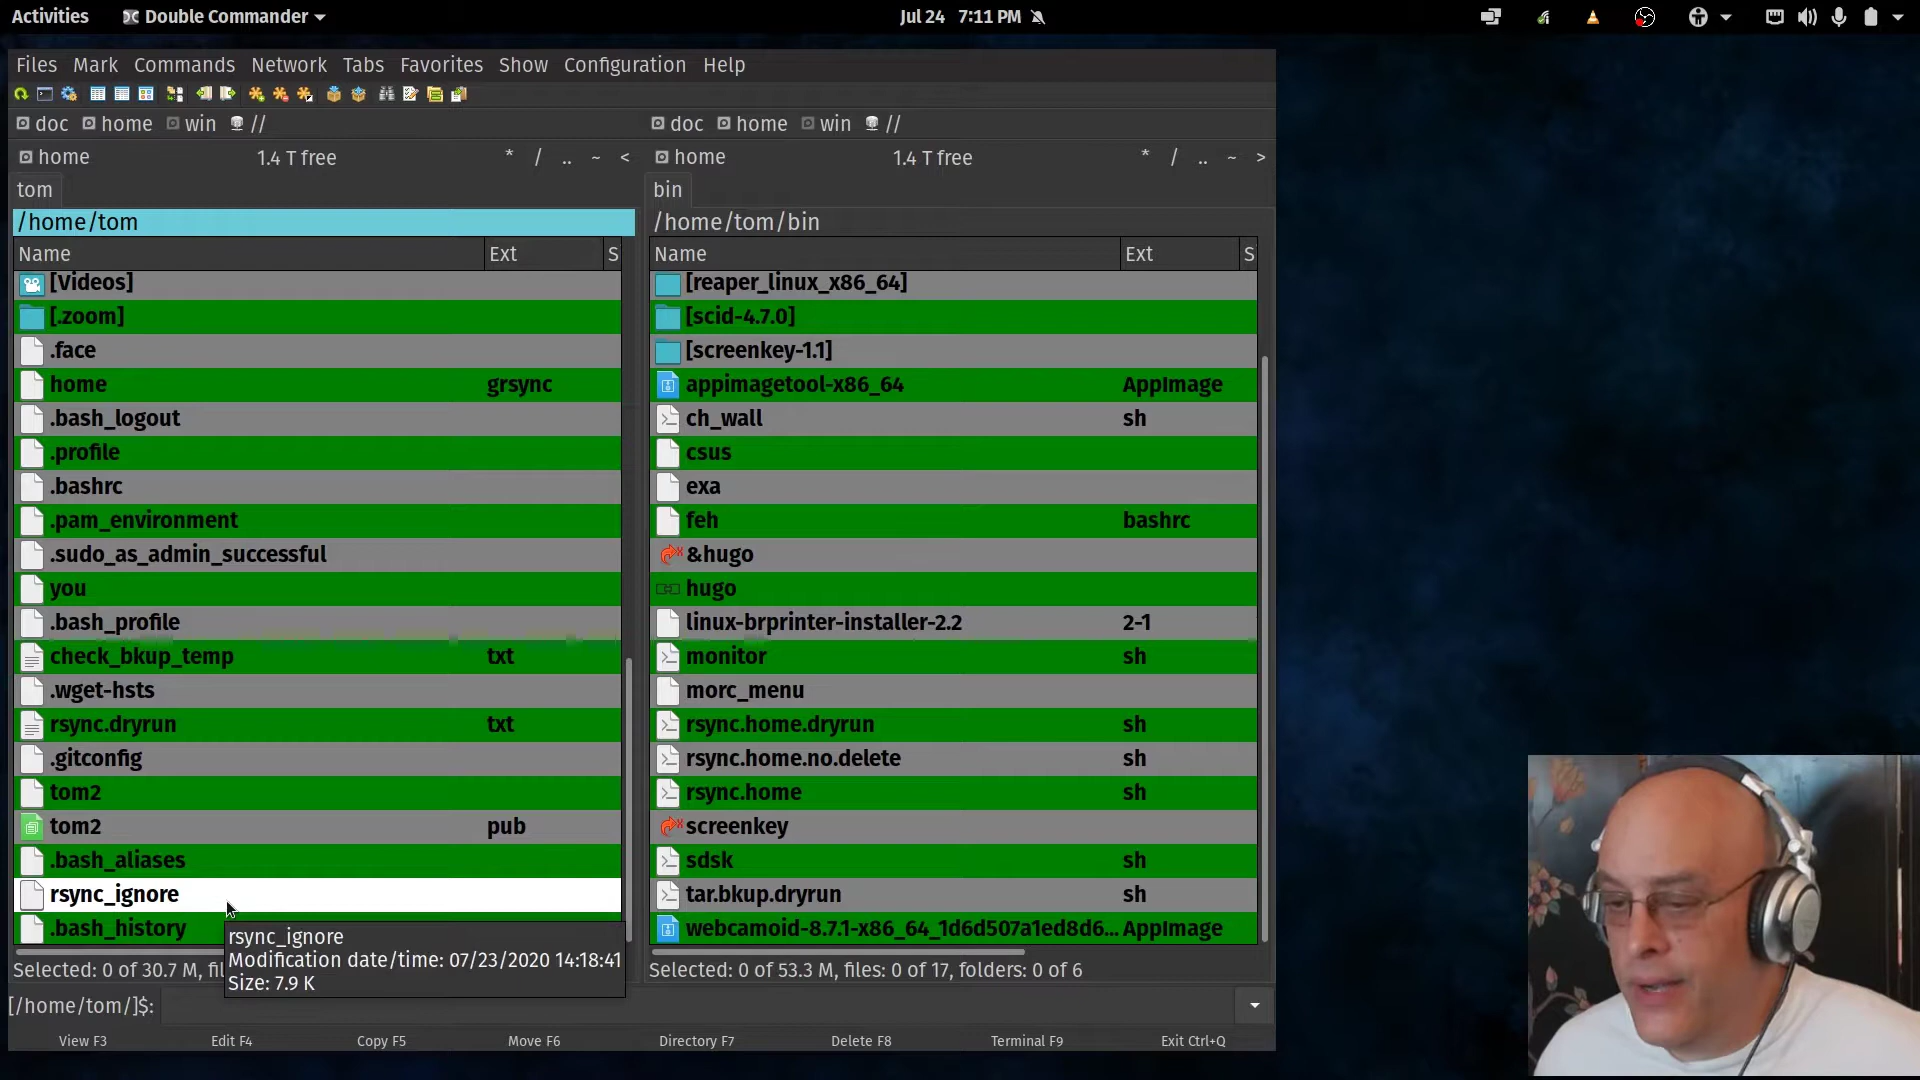 Activities Double Commander Jul 24 7:11 PM
Files Mark Commands Network Tabs Favorites Show Configuration Help
doc home win //
doc home win //
home 1.4 T free * / .. ~ <
home 1.4 T free * / .. ~ >
tom
bin
/home/tom
/home/tom/bin
Name Ext S
Name Ext S
[Videos]
[.zoom]
.face
home grsync
.bash_logout
.profile
.bashrc
.pam_environment
.sudo_as_admin_successful
you
.bash_profile
check_bkup_temp txt
.wget-hsts
rsync.dryrun txt
.gitconfig
tom2
tom2 pub
.bash_aliases
rsync_ignore
.bash_history
[reaper_linux_x86_64]
[scid-4.7.0]
[screenkey-1.1]
appimagetool-x86_64 AppImage
ch_wall sh
csus
exa
feh bashrc
&hugo
hugo
linux-brprinter-installer-2.2 2-1
monitor sh
morc_menu
rsync.home.dryrun sh
rsync.home.no.delete sh
rsync.home sh
screenkey
sdsk sh
tar.bkup.dryrun sh
webcamoid-8.7.1-x86_64_1d6d507a1ed8d6... AppImage
rsync_ignore
Modification date/time: 07/23/2020 14:18:41
Size: 7.9 K
Selected: 0 of 30.7 M, fil
Selected: 0 of 53.3 M, files: 0 of 17, folders: 0 of 6
[/home/tom/]$:
View F3 Edit F4 Copy F5 Move F6 Directory F7 Delete F8 Terminal F9 Exit Ctrl+Q